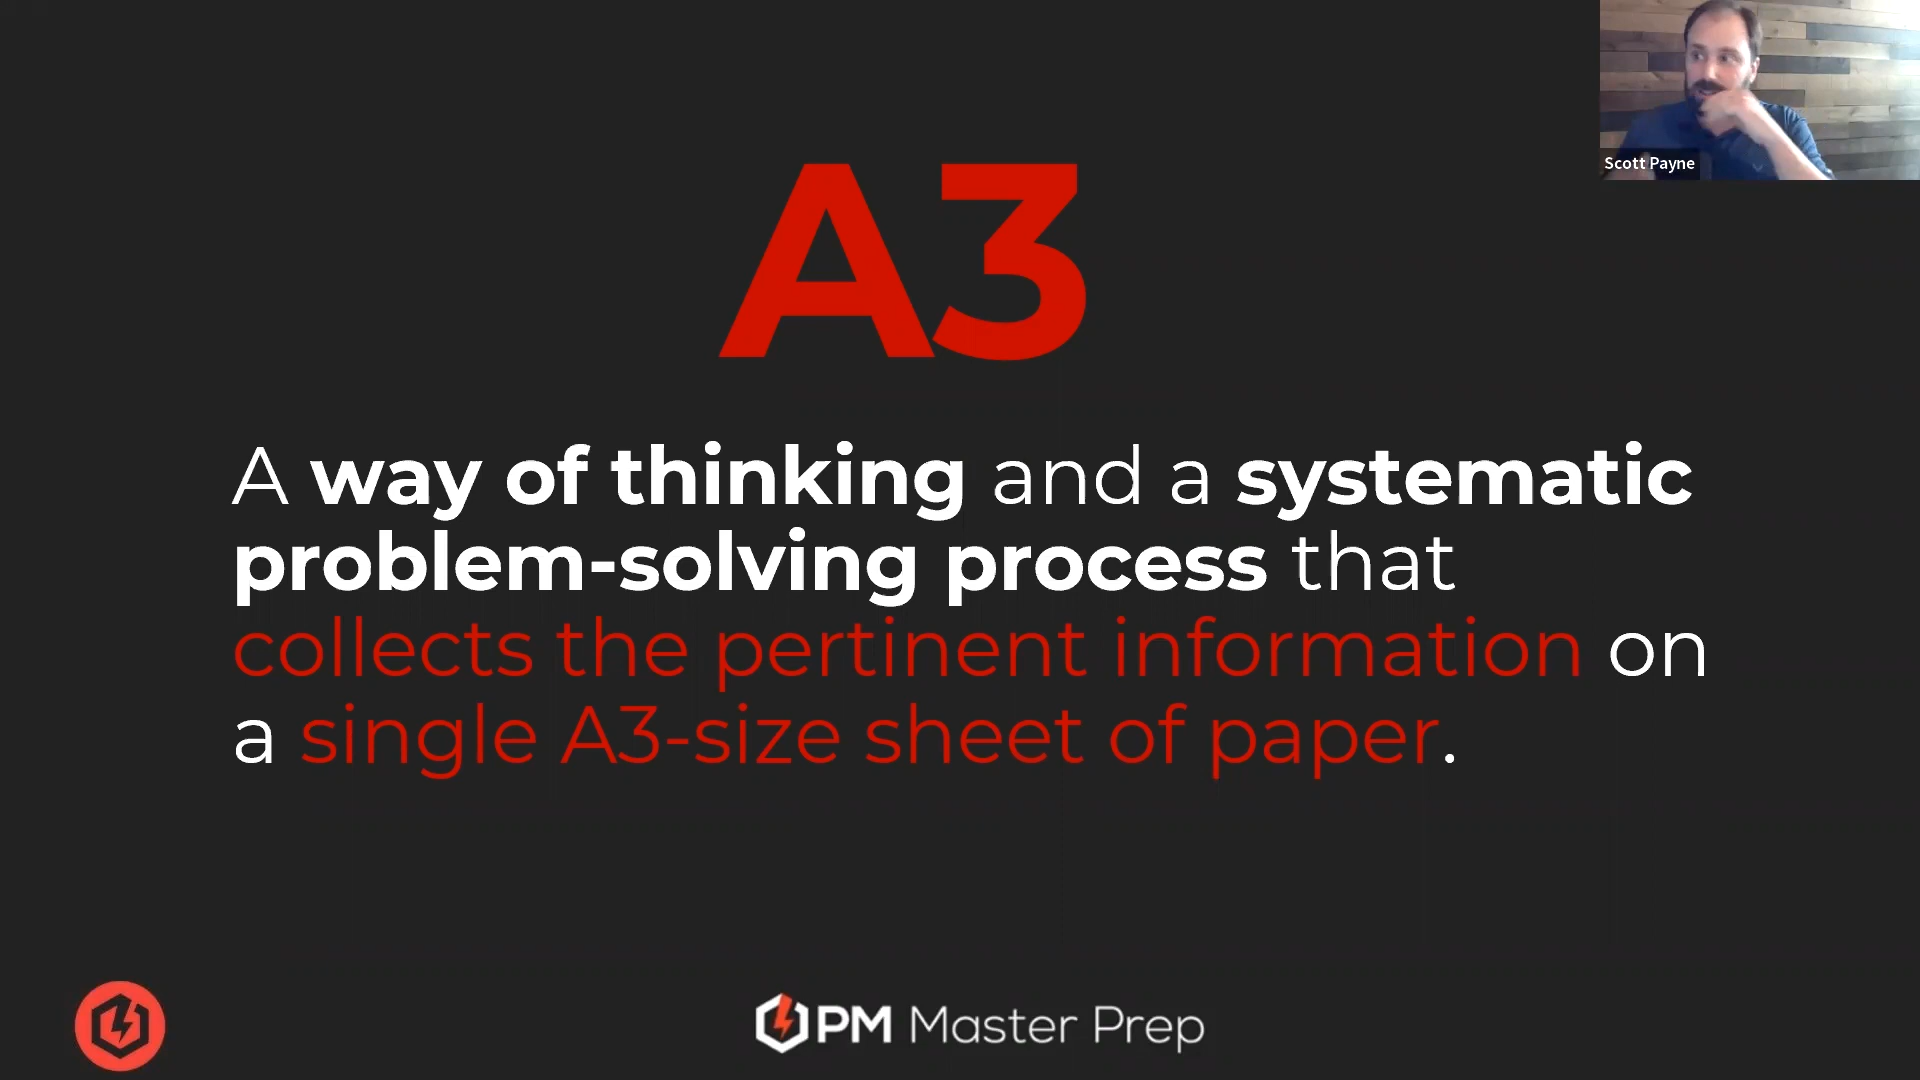 Scott Payne
A3
A way of thinking and a systematic
problem-solving process that
collects the pertinent information on
a single A3-size sheet of paper.
PM Master Prep